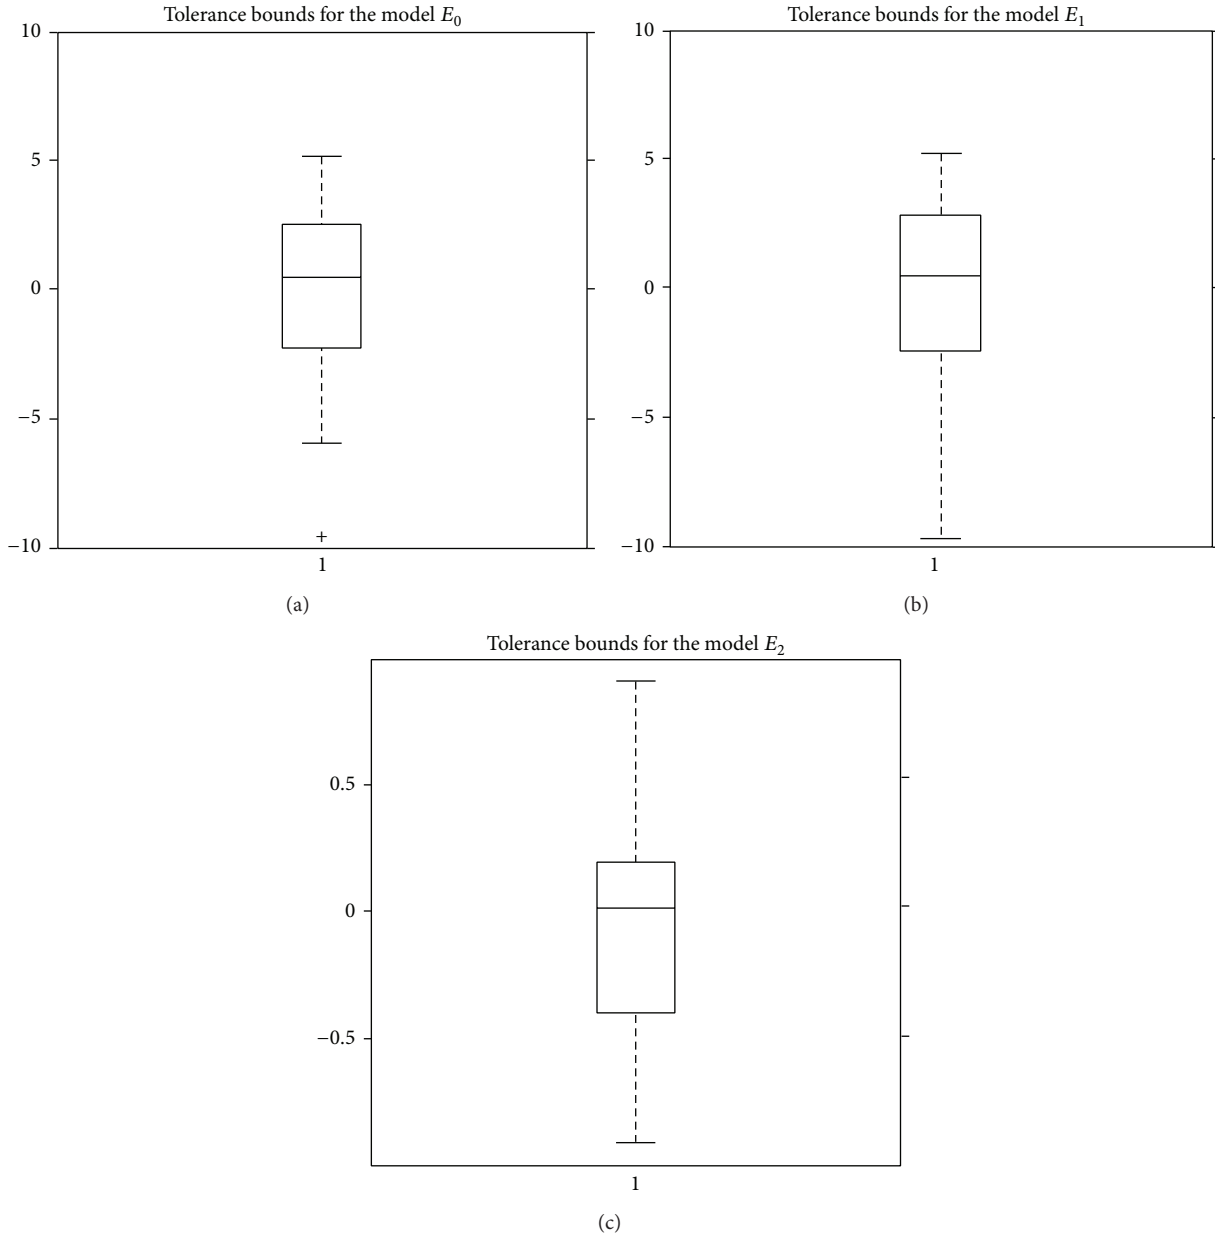 Tolerance bounds for the model E₀
10
5
0
−5
−10
1
(a)
Tolerance bounds for the model E₁
10
5
0
−5
−10
1
(b)
Tolerance bounds for the model E₂
0.5
0
−0.5
1
(c)